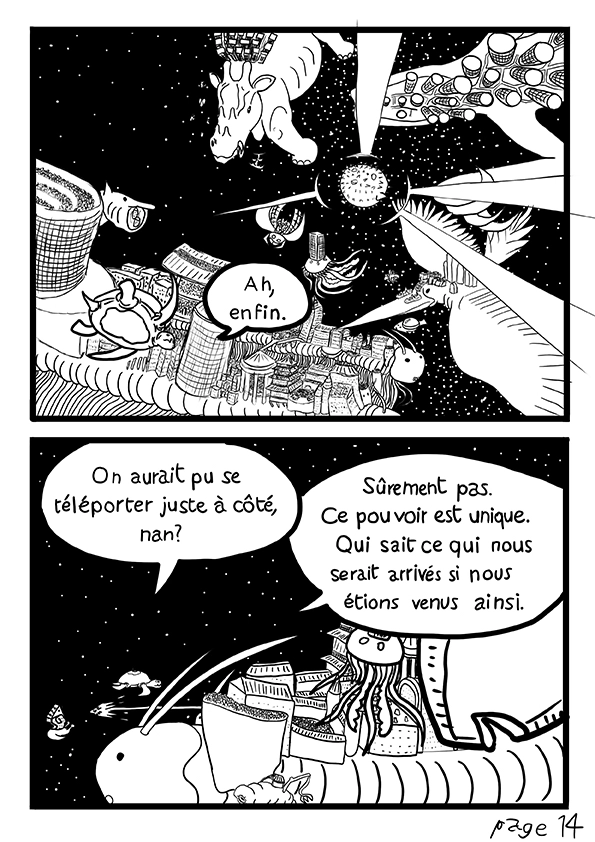 Ah,
enfin.
On aurait pu se
téléporter juste à côté,
nan?
Sûrement pas.
Ce pouvoir est unique.
Qui sait ce qui nous
serait arrivés si nous
étions venus ainsi.
page 14